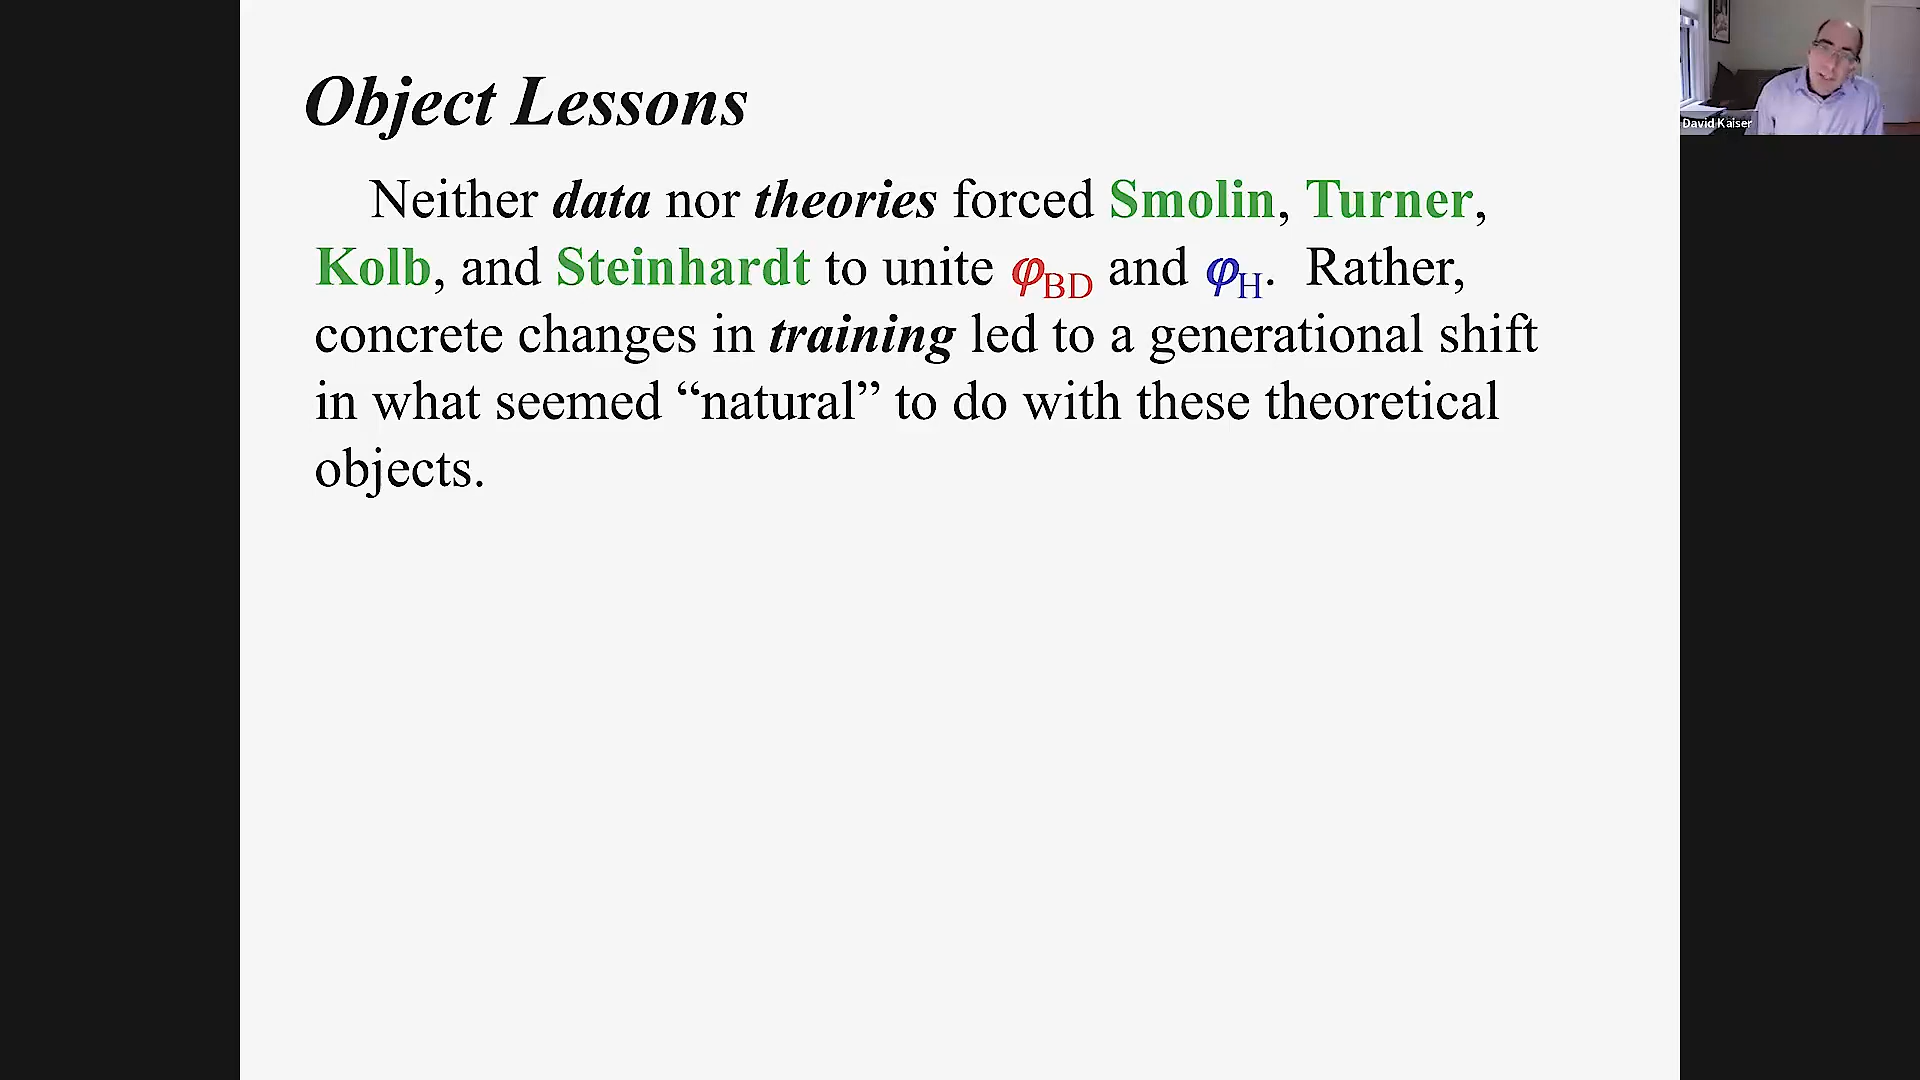 Object Lessons
Neither data nor theories forced Smolin, Turner,
Kolb, and Steinhardt to unite φBD and φH. Rather,
concrete changes in training led to a generational shift
in what seemed “natural” to do with these theoretical
objects.
David Kaiser